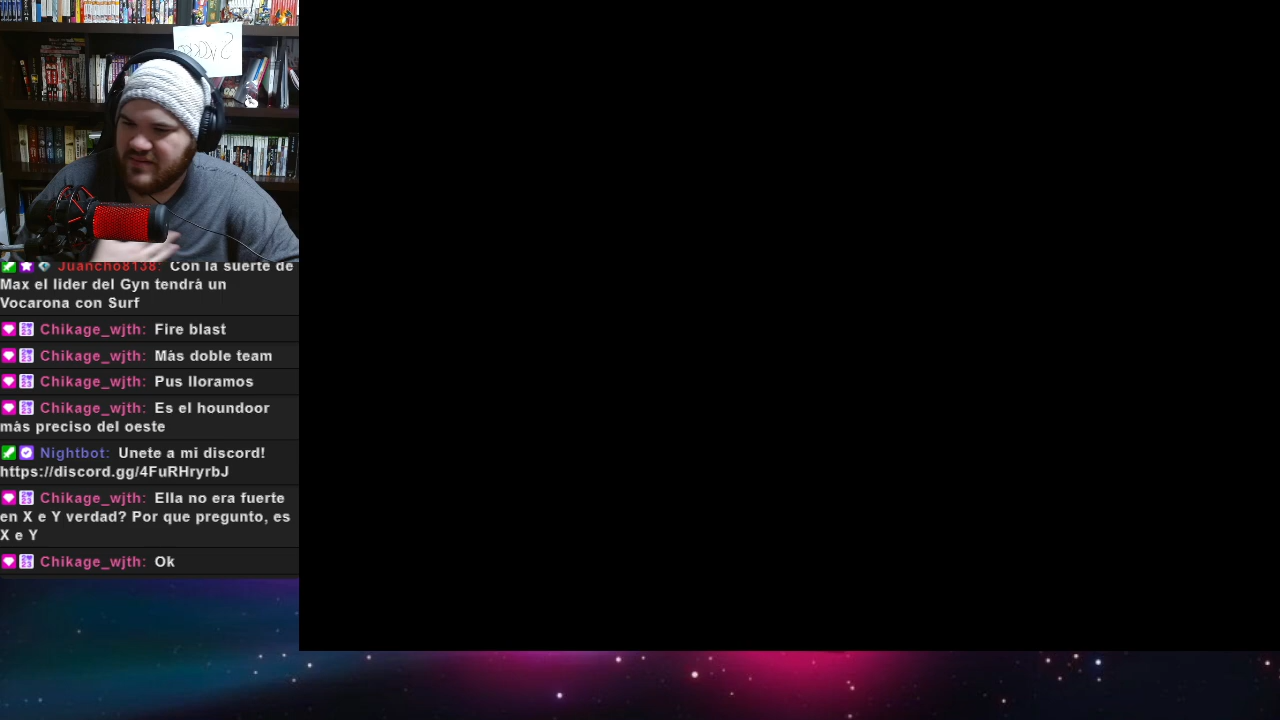 Juancho8138: Con la suerte de
Max el lider del Gyn tendrá un
Vocarona con Surf
Chikage_wjth: Fire blast
Chikage_wjth: Más doble team
Chikage_wjth: Pus lloramos
Chikage_wjth: Es el houndoor
más preciso del oeste
Nightbot: Unete a mi discord!
https://discord.gg/4FuRHryrbJ
Chikage_wjth: Ella no era fuerte
en X e Y verdad? Por que pregunto, es
X e Y
Chikage_wjth: Ok